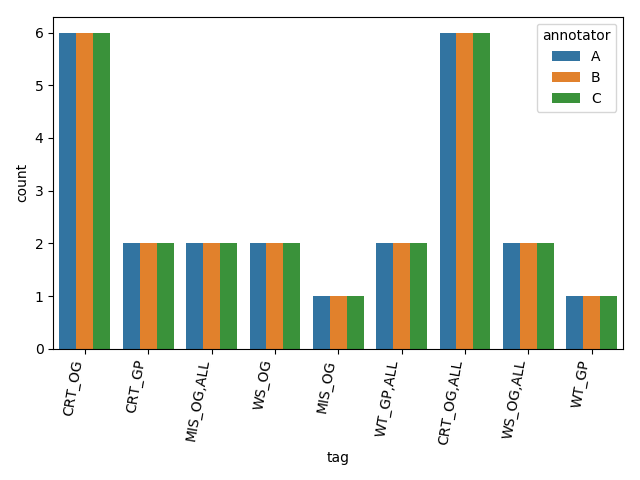 annotator
A
B
C
count
6
5
4
3
2
1
0
CRT_OG
CRT_GP
MIS_OG,ALL
WS_OG
MIS_OG
WT_GP,ALL
CRT_OG,ALL
WS_OG,ALL
WT_GP
tag